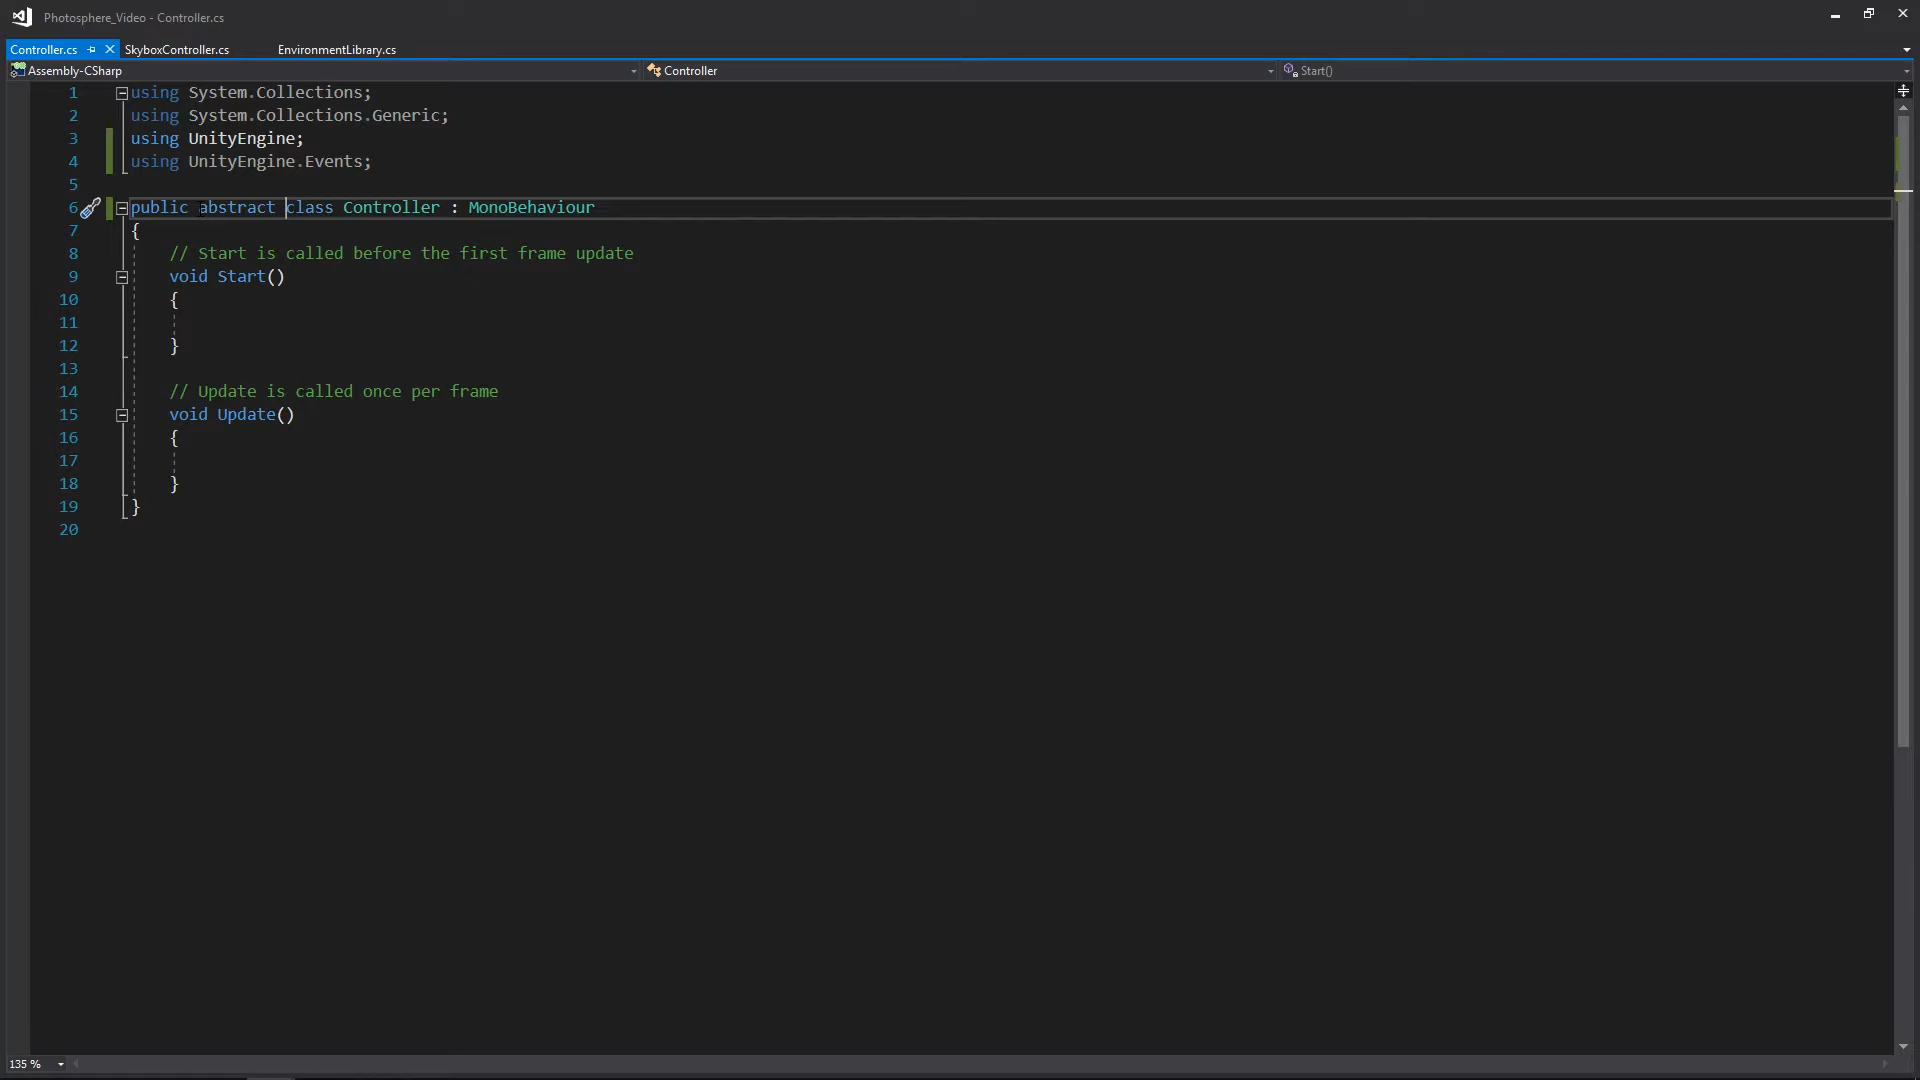 Photosphere_Video - Controller.cs
Controller.cs SkyboxController.cs EnvironmentLibrary.cs
Assembly-CSharp Controller Start()
1 using System.Collections;
2 using System.Collections.Generic;
3 using UnityEngine;
4 using UnityEngine.Events;
5
6 public abstract class Controller : MonoBehaviour
7 {
8 // Start is called before the first frame update
9 void Start()
10 {
11
12 }
13
14 // Update is called once per frame
15 void Update()
16 {
17
18 }
19 }
20
135 %